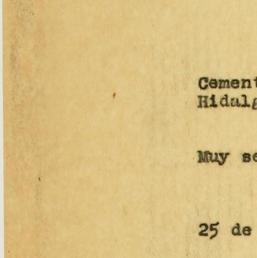 Cement
Hidalg
Muy se
25 de